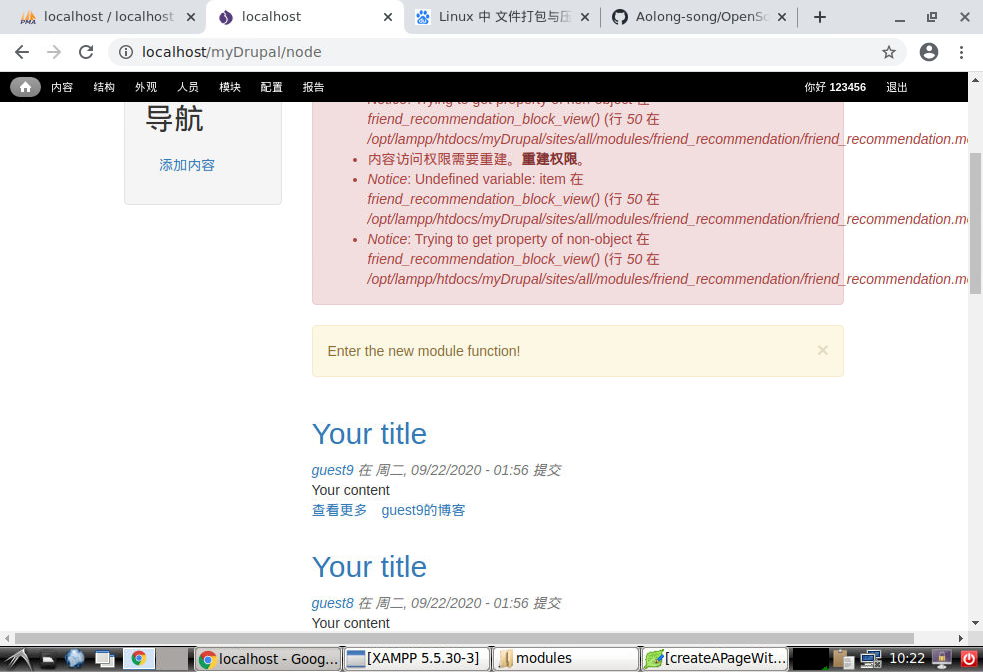 localhost / localhost
localhost
Linux 中 文件打包与压
Aolong-song/OpenSc
localhost/myDrupal/node
内容 结构 外观 人员 模块 配置 报告 你好 123456 退出
导航
添加内容
Notice: Trying to get property of non-object 在
friend_recommendation_block_view() (行 50 在
/opt/lampp/htdocs/myDrupal/sites/all/modules/friend_recommendation/friend_recommendation.m
内容访问权限需要重建。重建权限。
Notice: Undefined variable: item 在
friend_recommendation_block_view() (行 50 在
/opt/lampp/htdocs/myDrupal/sites/all/modules/friend_recommendation/friend_recommendation.m
Notice: Trying to get property of non-object 在
friend_recommendation_block_view() (行 50 在
/opt/lampp/htdocs/myDrupal/sites/all/modules/friend_recommendation/friend_recommendation.m
Enter the new module function!
Your title
guest9 在 周二, 09/22/2020 - 01:56 提交
Your content
查看更多 guest9的博客
Your title
guest8 在 周二, 09/22/2020 - 01:56 提交
Your content
localhost - Goog... [XAMPP 5.5.30-3] modules [createAPageWit... 10:22